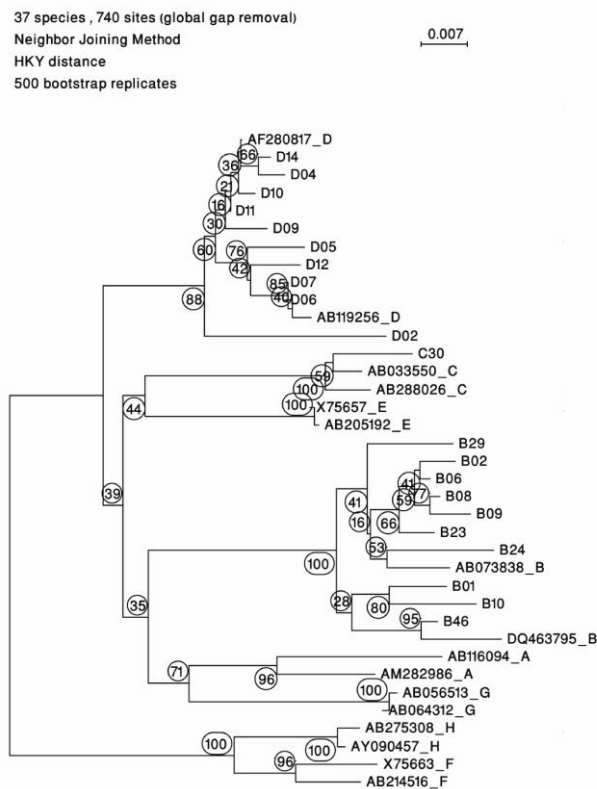 37 species , 740 sites (global gap removal)
0.007
Neighbor Joining Method
HKY distance
500 bootstrap replicates
AF280817_D
66
D14
36
D04
21
D10
16
D11
30
D09
60
76
D05
42
D12
85
D07
40
D06
88
AB119256_D
D02
C30
59
AB033550_C
100
AB288026_C
44
100
X75657_E
AB205192_E
B29
B02
41
B06
77
39
41
59
B08
B09
16
66
B23
53
B24
100
AB073838_B
B01
35
28
80
B10
95
B46
DQ463795_B
AB116094_A
71
96
AM282986_A
100
AB056513_G
AB064312_G
AB275308_H
100
100
AY090457_H
96
X75663_F
AB214516_F